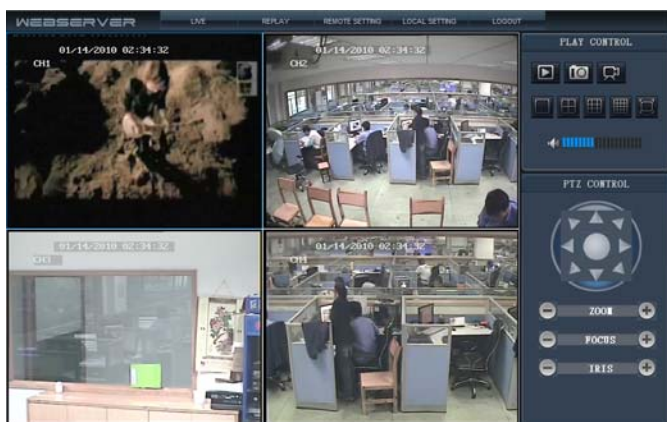 WEBSERVER
LIVE
REPLAY
REMOTE SETTING
LOCAL SETTING
LOGOUT
01/14/2010 02:34:32
CH1
01/14/2010 02:34:32
CH2
PLAY CONTROL
PTZ CONTROL
ZOOM
FOCUS
IRIS
01/14/2010 02:34:32
CH3
01/14/2010 02:34:32